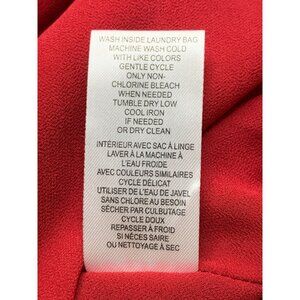 WASH INSIDE LAUNDRY BAG
MACHINE WASH COLD
WITH LIKE COLORS
GENTLE CYCLE
ONLY NON-
CHLORINE BLEACH
WHEN NEEDED
TUMBLE DRY LOW
COOL IRON
IF NEEDED
OR DRY CLEAN
INTÉRIEUR AVEC SAC À LINGE
LAVER À LA MACHINE À
L'EAU FROIDE
AVEC COULEURS SIMILAIRES
CYCLE DÉLICAT
UTILISER DE L'EAU DE JAVEL
SANS CHLORE AU BESOIN
SÉCHER PAR CULBUTAGE
CYCLE DOUX
REPASSER À FROID
SI NÉCES SAIRE
OU NETTOYAGE À SEC